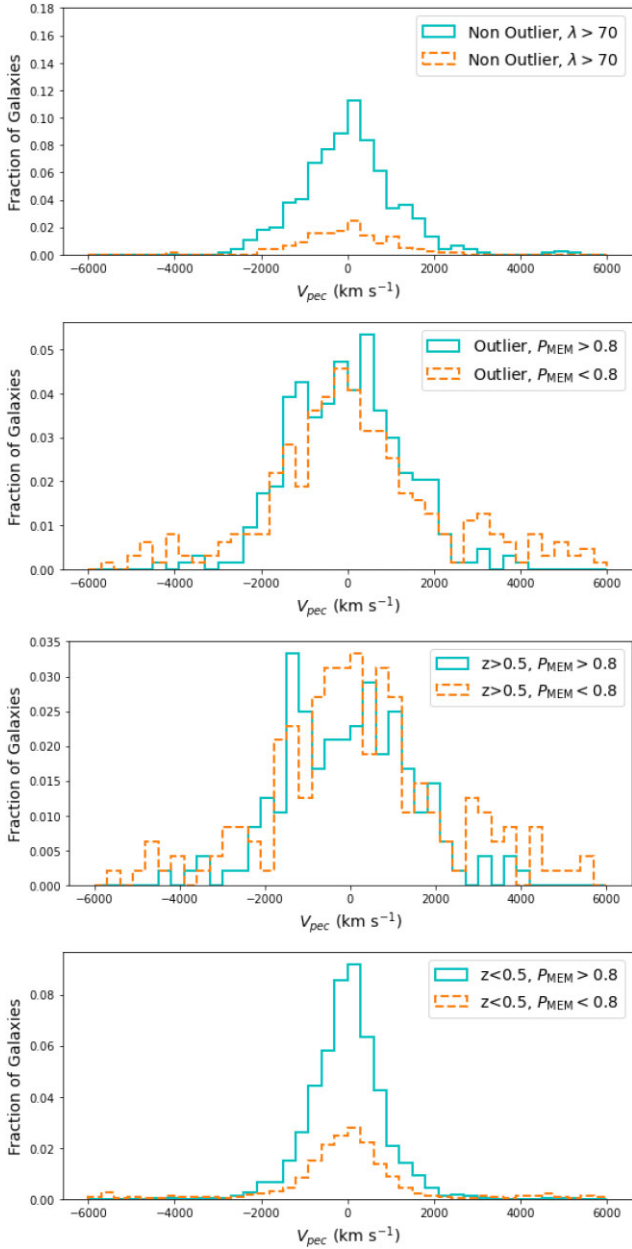 0.18
0.16
0.14
0.12
0.10
0.08
0.06
0.04
0.02
0.00
Fraction of Galaxies
Non Outlier, λ > 70
Non Outlier, λ > 70
−6000 −4000 −2000 0 2000 4000 6000
V_pec (km s⁻¹)
0.05
0.04
0.03
0.02
0.01
0.00
Fraction of Galaxies
Outlier, P_MEM > 0.8
Outlier, P_MEM < 0.8
−6000 −4000 −2000 0 2000 4000 6000
V_pec (km s⁻¹)
0.035
0.030
0.025
0.020
0.015
0.010
0.005
0.000
Fraction of Galaxies
z>0.5, P_MEM > 0.8
z>0.5, P_MEM < 0.8
−6000 −4000 −2000 0 2000 4000 6000
V_pec (km s⁻¹)
0.08
0.06
0.04
0.02
0.00
Fraction of Galaxies
z<0.5, P_MEM > 0.8
z<0.5, P_MEM < 0.8
−6000 −4000 −2000 0 2000 4000 6000
V_pec (km s⁻¹)